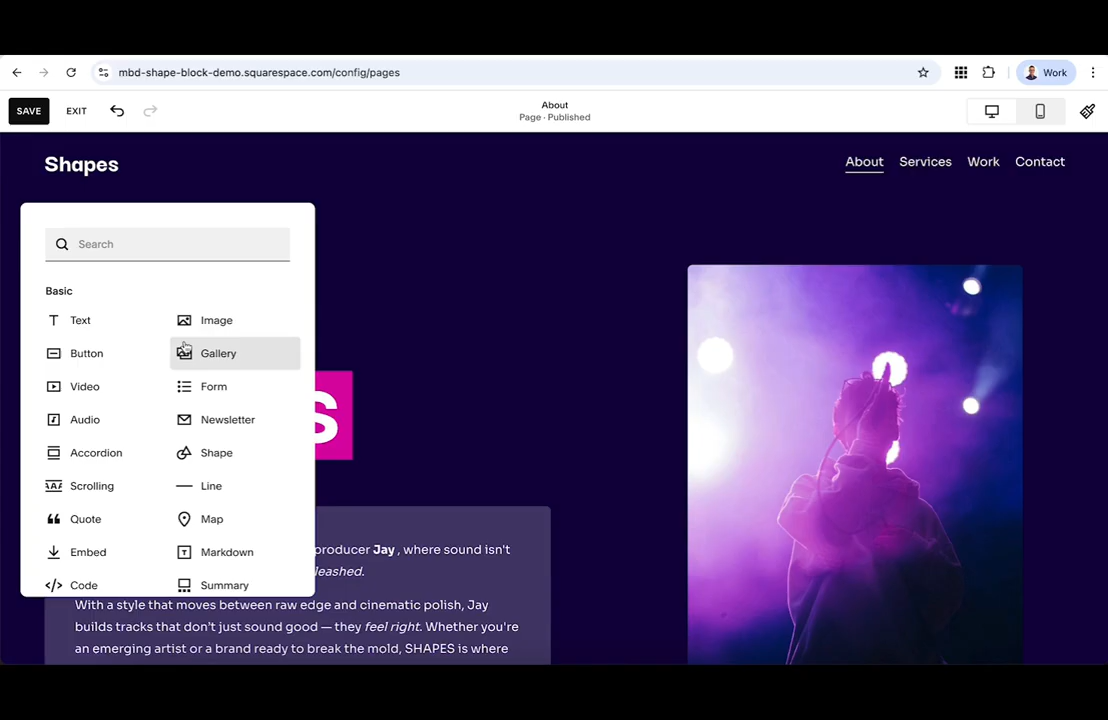 mbd-shape-block-demo.squarespace.com/config/pages
Work
SAVE
EXIT
About
Page · Published
Shapes
About
Services
Work
Contact
Search
Basic
Text
Image
Button
Gallery
Video
Form
Audio
Newsletter
Accordion
Shape
Scrolling
Line
Quote
Map
Embed
Markdown
Code
Summary
S
producer Jay , where sound isn't
leashed.
With a style that moves between raw edge and cinematic polish, Jay
builds tracks that don't just sound good — they feel right. Whether you're
an emerging artist or a brand ready to break the mold, SHAPES is where